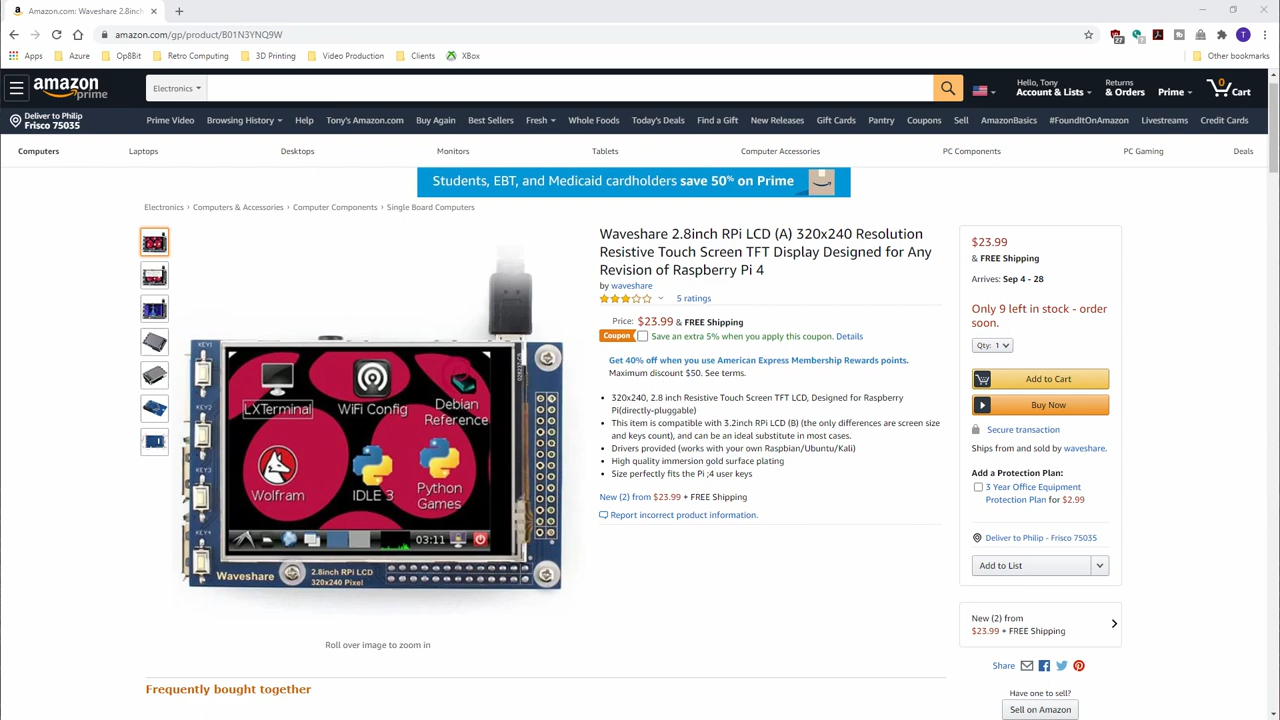 Amazon.com: Waveshare 2.8inch
amazon.com/gp/product/B01N3YNQ9W
Apps Azure Op8Bit Retro Computing 3D Printing Video Production Clients XBox Other bookmarks
amazon prime
Electronics
Hello, Tony
Account & Lists
Returns
& Orders
Prime
0
Cart
Deliver to Philip
Frisco 75035
Prime Video Browsing History Help Tony's Amazon.com Buy Again Best Sellers Fresh Whole Foods Today's Deals Find a Gift New Releases Gift Cards Pantry Coupons Sell AmazonBasics #FoundItOnAmazon Livestreams Credit Cards
Computers Laptops Desktops Monitors Tablets Computer Accessories PC Components PC Gaming Deals
Students, EBT, and Medicaid cardholders save 50% on Prime
Electronics › Computers & Accessories › Computer Components › Single Board Computers
KEY1
LXTerminal
WiFi Config
Debian
Reference
Wolfram
IDLE 3
Python
Games
KEY4
03:11
Waveshare
2.8inch RPi LCD
320x240 Pixel
Roll over image to zoom in
Waveshare 2.8inch RPi LCD (A) 320x240 Resolution
Resistive Touch Screen TFT Display Designed for Any
Revision of Raspberry Pi 4
by waveshare
5 ratings
Price: $23.99 & FREE Shipping
Coupon Save an extra 5% when you apply this coupon. Details
Get 40% off when you use American Express Membership Rewards points.
Maximum discount $50. See terms.
• 320x240, 2.8 inch Resistive Touch Screen TFT LCD, Designed for Raspberry
Pi(directly-pluggable)
• This item is compatible with 3.2inch RPi LCD (B) (the only differences are screen size
and keys count), and can be an ideal substitute in most cases.
• Drivers provided (works with your own Raspbian/Ubuntu/Kali)
• High quality immersion gold surface plating
• Size perfectly fits the Pi ;4 user keys
New (2) from $23.99 + FREE Shipping
Report incorrect product information.
$23.99
& FREE Shipping
Arrives: Sep 4 - 28
Only 9 left in stock - order
soon.
Qty: 1
Add to Cart
Buy Now
Secure transaction
Ships from and sold by waveshare.
Add a Protection Plan:
3 Year Office Equipment
Protection Plan for $2.99
Deliver to Philip - Frisco 75035
Add to List
New (2) from
$23.99 + FREE Shipping
Share
Have one to sell?
Sell on Amazon
Frequently bought together